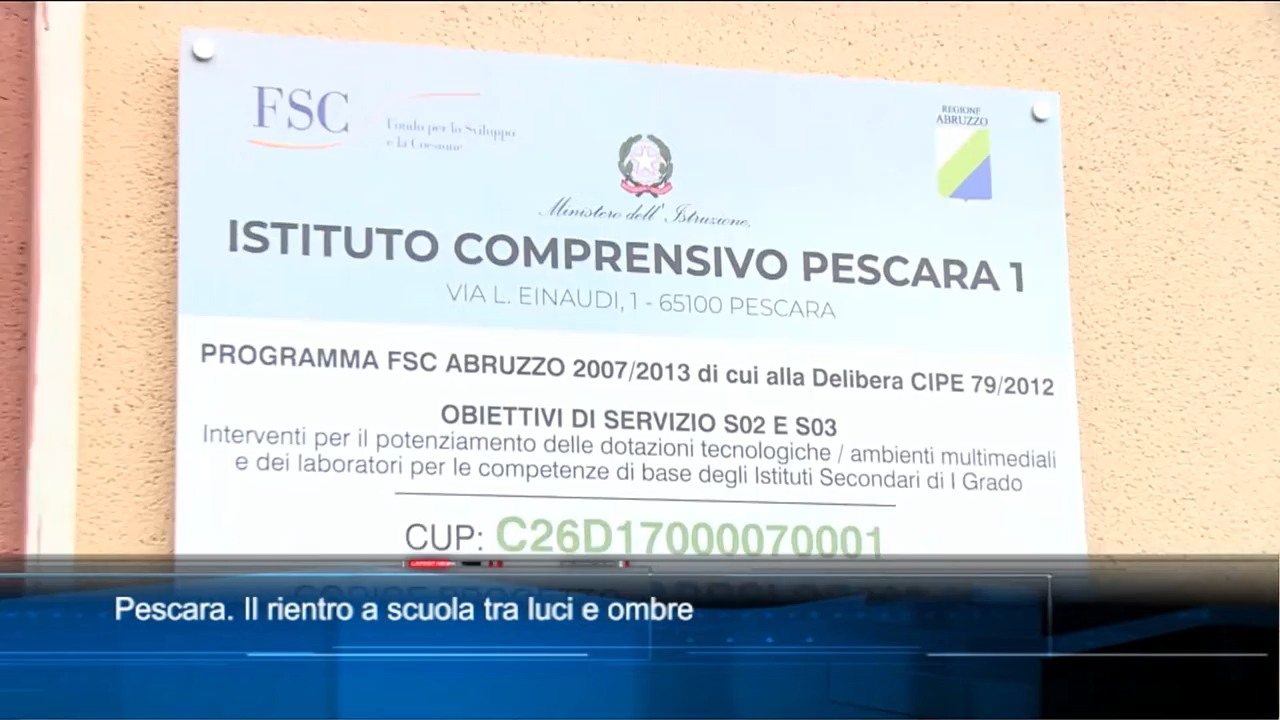 FSC
Fondo per lo Sviluppo
e la Coesione
REGIONE
ABRUZZO
Ministero dell'Istruzione,
ISTITUTO COMPRENSIVO PESCARA 1
VIA L. EINAUDI, 1 - 65100 PESCARA
PROGRAMMA FSC ABRUZZO 2007/2013 di cui alla Delibera CIPE 79/2012
OBIETTIVI DI SERVIZIO S02 E S03
Interventi per il potenziamento delle dotazioni tecnologiche / ambienti multimediali
e dei laboratori per le competenze di base degli Istituti Secondari di I Grado
CUP: C26D17000070001
LATEST NEWS
Pescara. Il rientro a scuola tra luci e ombre